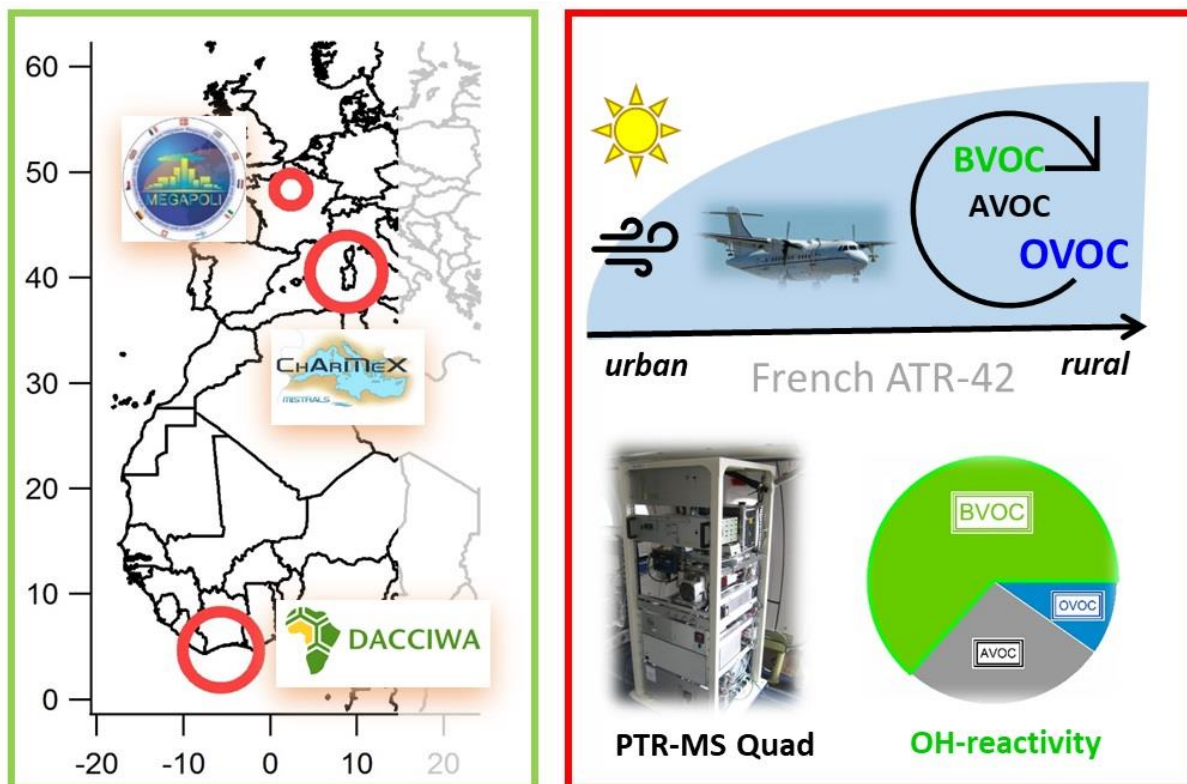 60
50
40
30
20
10
0
-20
-10
0
10
20
MEGAPOLI
CHARMEX
MISTRALS
DACCIWA
BVOC
AVOC
OVOC
urban
rural
French ATR-42
BVOC
OVOC
AVOC
PTR-MS Quad
OH-reactivity